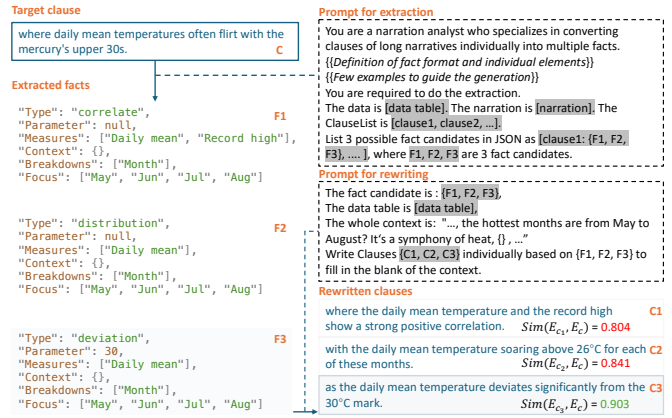 Target clause
where daily mean temperatures often flirt with the
mercury's upper 30s.
C
Extracted facts
"Type": "correlate",
F1
"Parameter": null,
"Measures": ["Daily mean", "Record high"],
"Context": {},
"Breakdowns": ["Month"],
"Focus": ["May", "Jun", "Jul", "Aug"]
"Type": "distribution",
F2
"Parameter": null,
"Measures": ["Daily mean"],
"Context": {},
"Breakdowns": ["Month"],
"Focus": ["May", "Jun", "Jul", "Aug"]
"Type": "deviation",
F3
"Parameter": 30,
"Measures": ["Daily mean"],
"Context": {},
"Breakdowns": ["Month"],
"Focus": ["May", "Jun", "Jul", "Aug"]
Prompt for extraction
You are a narration analyst who specializes in converting
clauses of long narratives individually into multiple facts.
{{Definition of fact format and individual elements}}
{{Few examples to guide the generation}}
You are required to do the extraction.
The data is [data table]. The narration is [narration]. The
ClauseList is [clause1, clause2, …].
List 3 possible fact candidates in JSON as [clause1: {F1, F2,
F3}, .... ], where F1, F2, F3 are 3 fact candidates.
Prompt for rewriting
The fact candidate is : {F1, F2, F3},
The data table is [data table],
The whole context is: "…, the hottest months are from May to
August? It's a symphony of heat, {} , …"
Write Clauses {C1, C2, C3} individually based on {F1, F2, F3} to
fill in the blank of the context.
Rewritten clauses
where the daily mean temperature and the record high C1
show a strong positive correlation. Sim(E_{c_1}, E_c) = 0.804
with the daily mean temperature soaring above 26°C for each C2
of these months. Sim(E_{c_2}, E_c) = 0.841
as the daily mean temperature deviates significantly from the C3
30°C mark. Sim(E_{c_3}, E_c) = 0.903